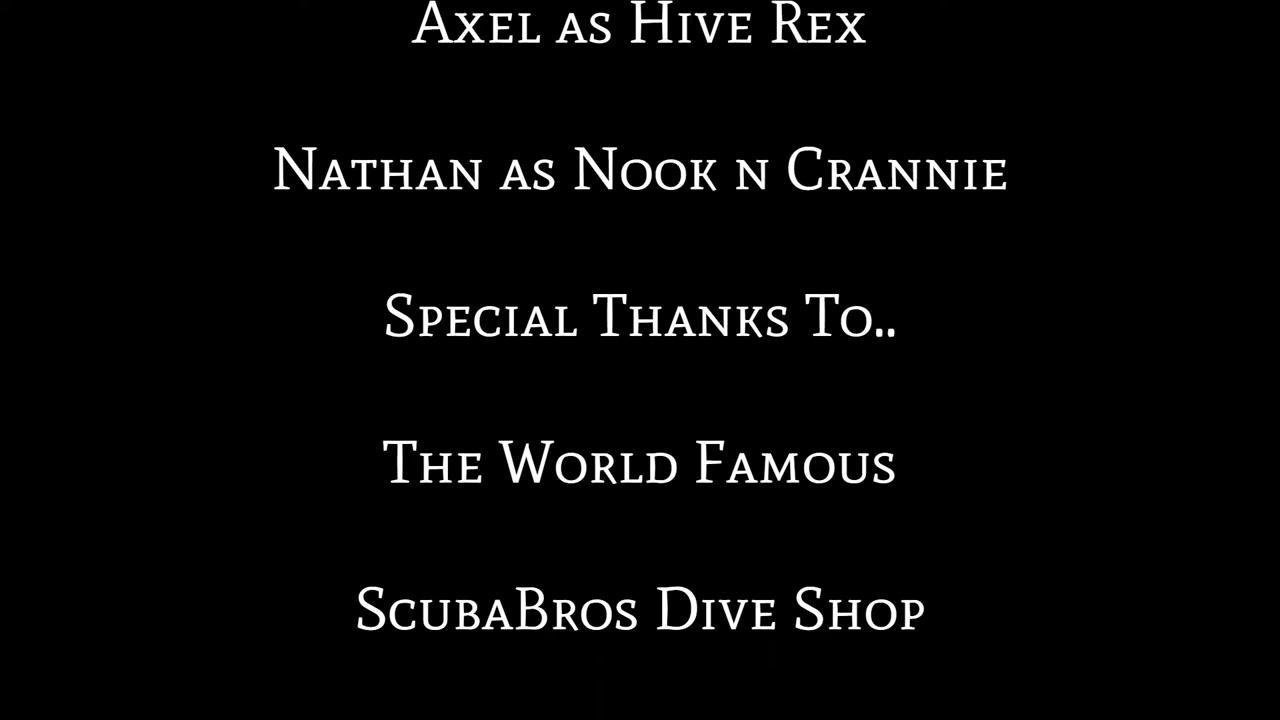 Axel as Hive Rex
Nathan as Nook n Crannie
Special Thanks To..
The World Famous
ScubaBros Dive Shop